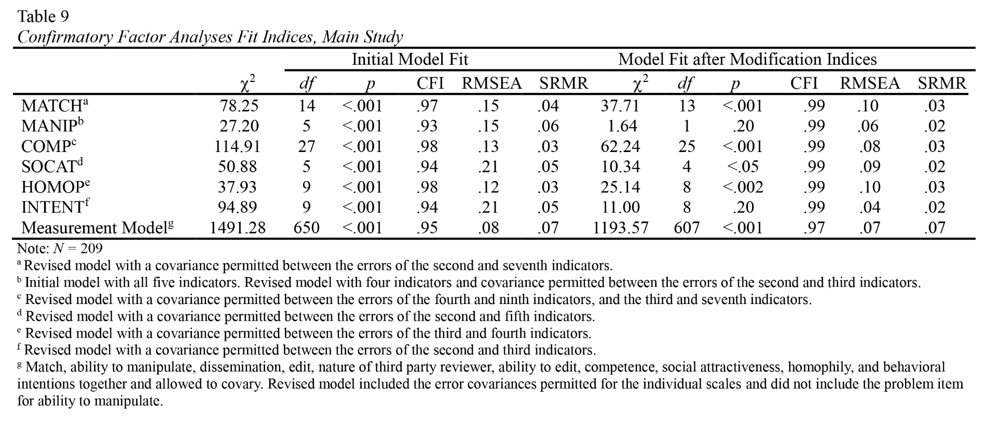 Table 9
Confirmatory Factor Analyses Fit Indices, Main Study
Initial Model Fit Model Fit after Modification Indices
χ² df p CFI RMSEA SRMR χ² df p CFI RMSEA SRMR
MATCHᵃ 78.25 14 <.001 .97 .15 .04 37.71 13 <.001 .99 .10 .03
MANIPᵇ 27.20 5 <.001 .93 .15 .06 1.64 1 .20 .99 .06 .02
COMPᶜ 114.91 27 <.001 .98 .13 .03 62.24 25 <.001 .99 .08 .03
SOCATᵈ 50.88 5 <.001 .94 .21 .05 10.34 4 <.05 .99 .09 .02
HOMOPᵉ 37.93 9 <.001 .98 .12 .03 25.14 8 <.002 .99 .10 .03
INTENTᶠ 94.89 9 <.001 .94 .21 .05 11.00 8 .20 .99 .04 .02
Measurement Modelᵍ 1491.28 650 <.001 .95 .08 .07 1193.57 607 <.001 .97 .07 .07
Note: N = 209
ᵃ Revised model with a covariance permitted between the errors of the second and seventh indicators.
ᵇ Initial model with all five indicators. Revised model with four indicators and covariance permitted between the errors of the second and third indicators.
ᶜ Revised model with a covariance permitted between the errors of the fourth and ninth indicators, and the third and seventh indicators.
ᵈ Revised model with a covariance permitted between the errors of the second and fifth indicators.
ᵉ Revised model with a covariance permitted between the errors of the third and fourth indicators.
ᶠ Revised model with a covariance permitted between the errors of the second and third indicators.
ᵍ Match, ability to manipulate, dissemination, edit, nature of third party reviewer, ability to edit, competence, social attractiveness, homophily, and behavioral
intentions together and allowed to covary. Revised model included the error covariances permitted for the individual scales and did not include the problem item
for ability to manipulate.